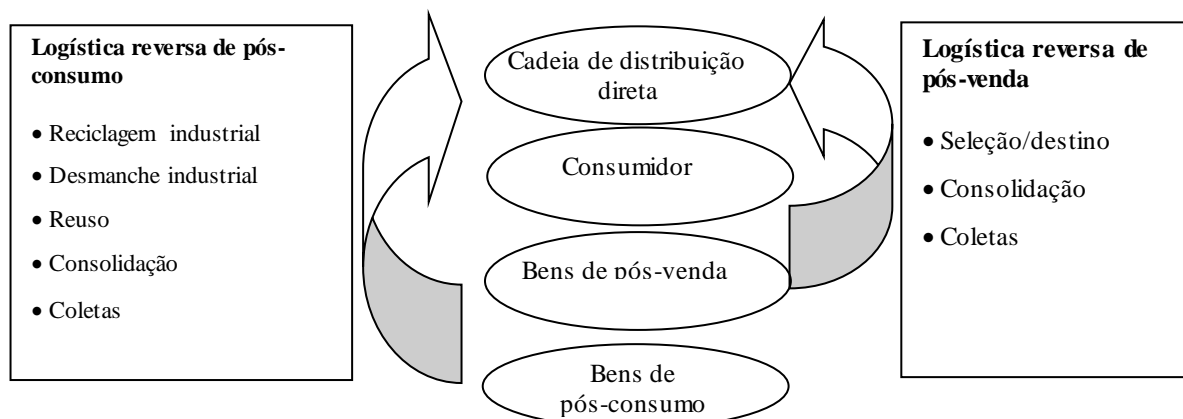 Logística reversa de pós-
consumo
• Reciclagem industrial
• Desmanche industrial
• Reuso
• Consolidação
• Coletas
Cadeia de distribuição
direta
Consumidor
Bens de pós-venda
Bens de
pós-consumo
Logística reversa de
pós-venda
• Seleção/destino
• Consolidação
• Coletas